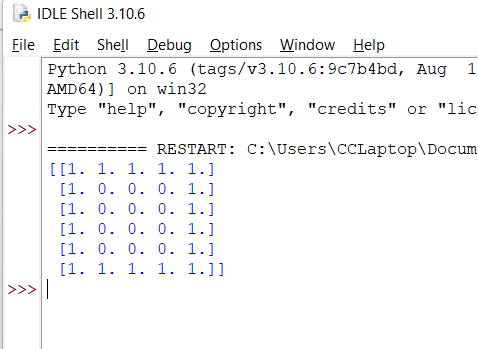 IDLE Shell 3.10.6
File Edit Shell Debug Options Window Help
Python 3.10.6 (tags/v3.10.6:9c7b4bd, Aug 1
AMD64)] on win32
Type "help", "copyright", "credits" or "lic
>>>
========== RESTART: C:\Users\CCLaptop\Docume
[[1. 1. 1. 1. 1.]
 [1. 0. 0. 0. 1.]
 [1. 0. 0. 0. 1.]
 [1. 0. 0. 0. 1.]
 [1. 0. 0. 0. 1.]
 [1. 1. 1. 1. 1.]]
>>>